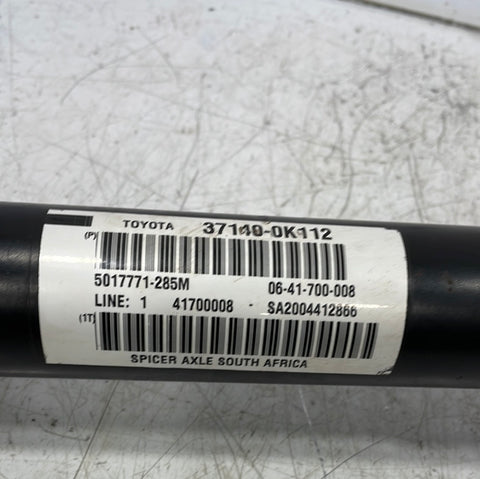 TOYOTA 37140-0K112
(P)
5017771-285M 06-41-700-008
LINE: 1 41700008 - SA2004412866
(1T)
SPICER AXLE SOUTH AFRICA